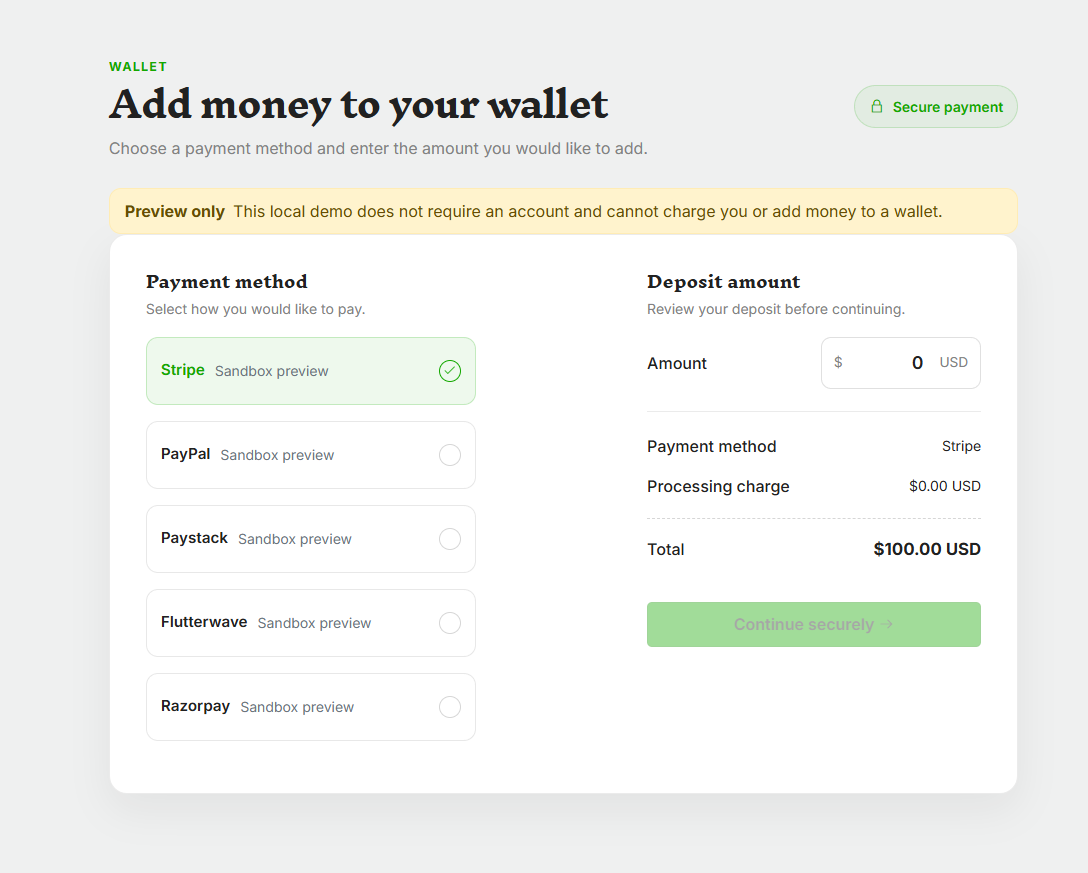 WALLET
Add money to your wallet
Secure payment
Choose a payment method and enter the amount you would like to add.
Preview only This local demo does not require an account and cannot charge you or add money to a wallet.
Payment method
Select how you would like to pay.
Stripe Sandbox preview
PayPal Sandbox preview
Paystack Sandbox preview
Flutterwave Sandbox preview
Razorpay Sandbox preview
Deposit amount
Review your deposit before continuing.
Amount $ 0 USD
Payment method Stripe
Processing charge $0.00 USD
Total $100.00 USD
Continue securely →